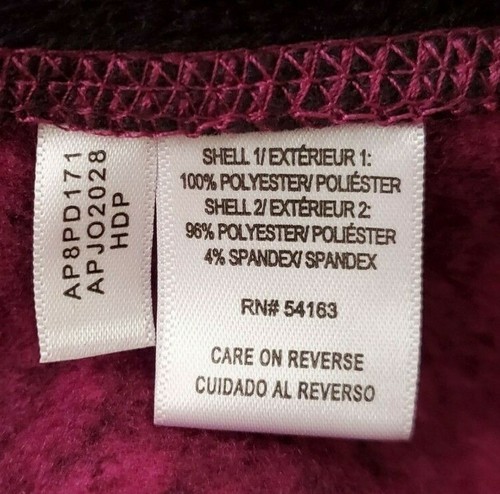 AP8PD171
APJO2028
HDP
SHELL 1/ EXTÉRIEUR 1:
100% POLYESTER/ POLIÉSTER
SHELL 2/ EXTÉRIEUR 2:
96% POLYESTER/ POLIÉSTER
4% SPANDEX/ SPANDEX
RN# 54163
CARE ON REVERSE
CUIDADO AL REVERSO